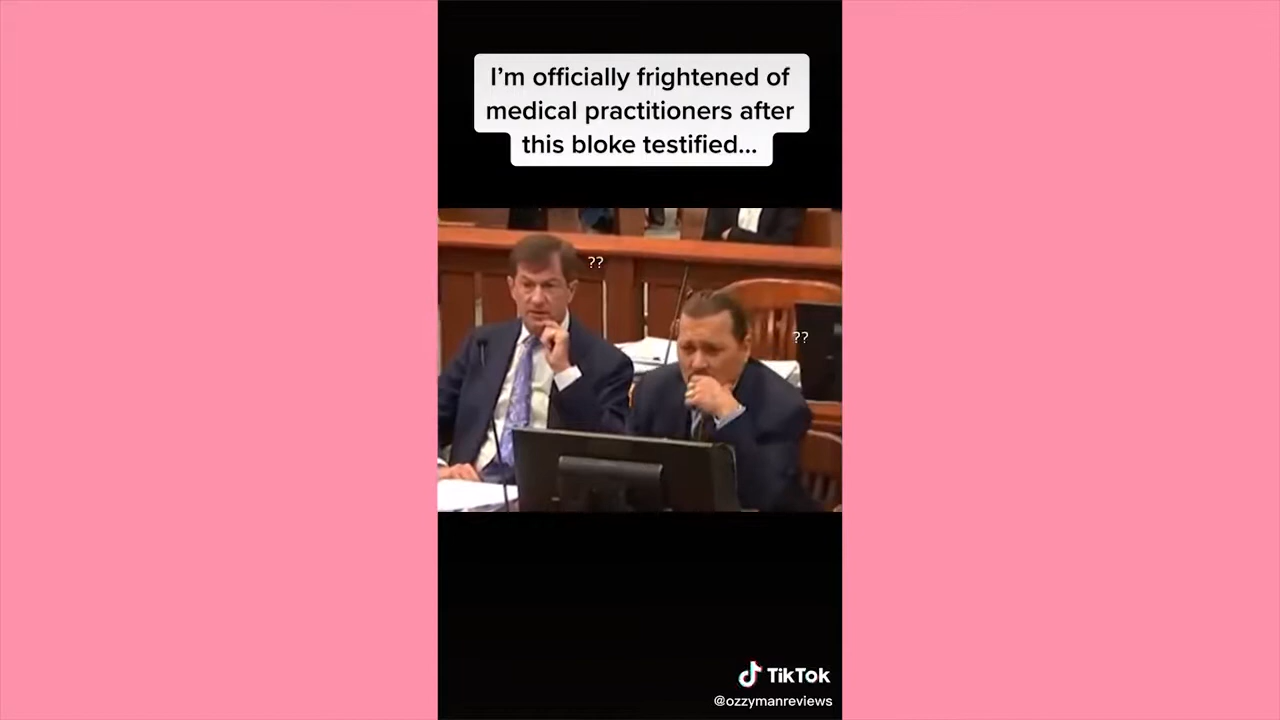 I’m officially frightened of
medical practitioners after
this bloke testified...
??
??
TikTok
@ozzymanreviews